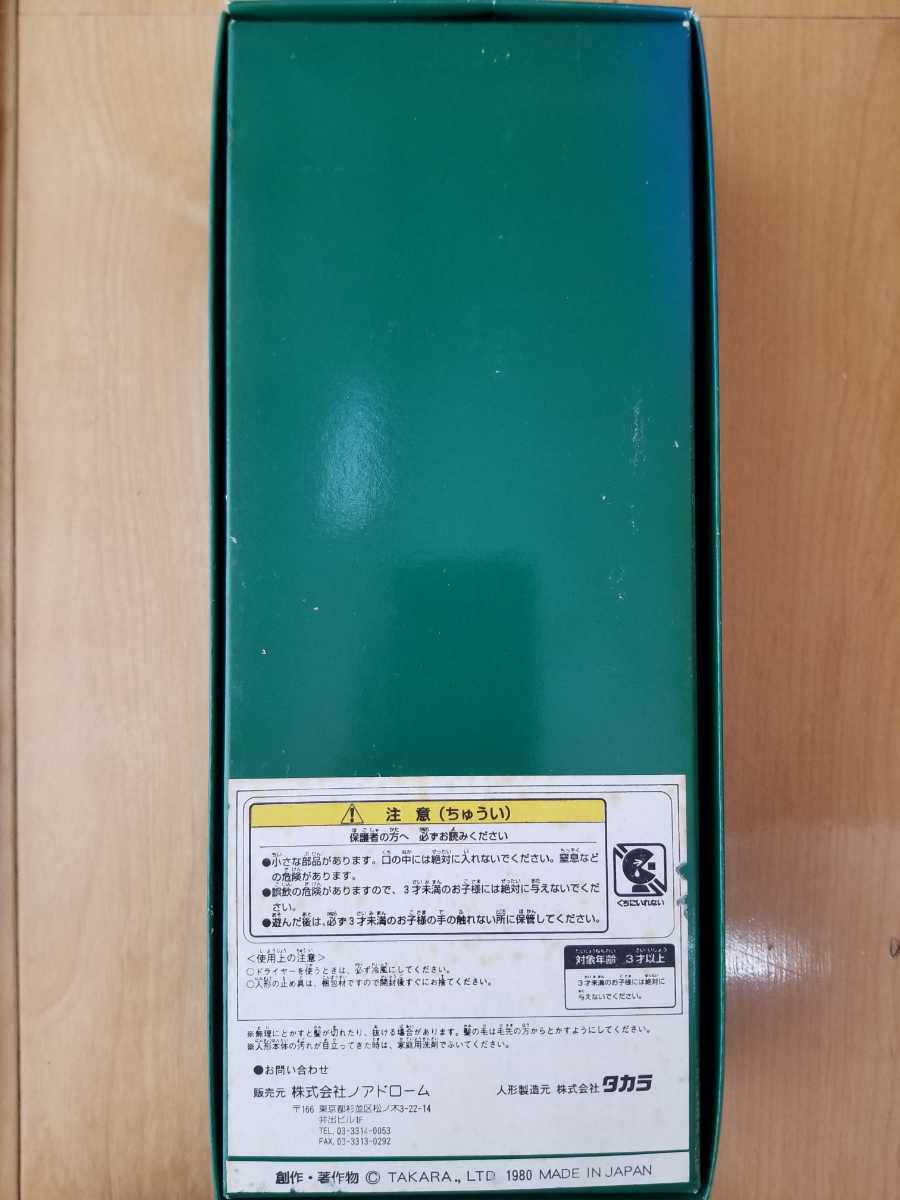 注 意(ちゅうい)
保護者の方へ 必ずお読みください
●小さな部品があります。口の中には絶対に入れないでください。窒息など
の危険があります。
●誤飲の危険がありますので、3才未満のお子様には絶対に与えないでくだ
さい。
●遊んだ後は、必ず3才未満のお子様の手の触れない所に保管してください。
くちにいれない
<使用上の注意>
○ドライヤーを使うときは、必ず冷風にしてください。
○人形の止め具は、梱包材ですので開封後すぐにお捨てください。
対象年齢 3才以上
3才未満のお子様には絶対に
与えないでください。
※無理にとかすと髪が切れたり、抜ける場合があります。髪の毛は毛先の方からとかすようにしてください。
※人形本体の汚れが目立ってきた時は、家庭用洗剤でふいてください。
●お問い合わせ
販売元 株式会社ノアドローム
人形製造元 株式会社タカラ
〒166 東京都杉並区松ノ木3-22-14
井出ビル1F
TEL. 03-3314-0053
FAX. 03-3313-0292
創作・著作物 © TAKARA., LTD 1980 MADE IN JAPAN